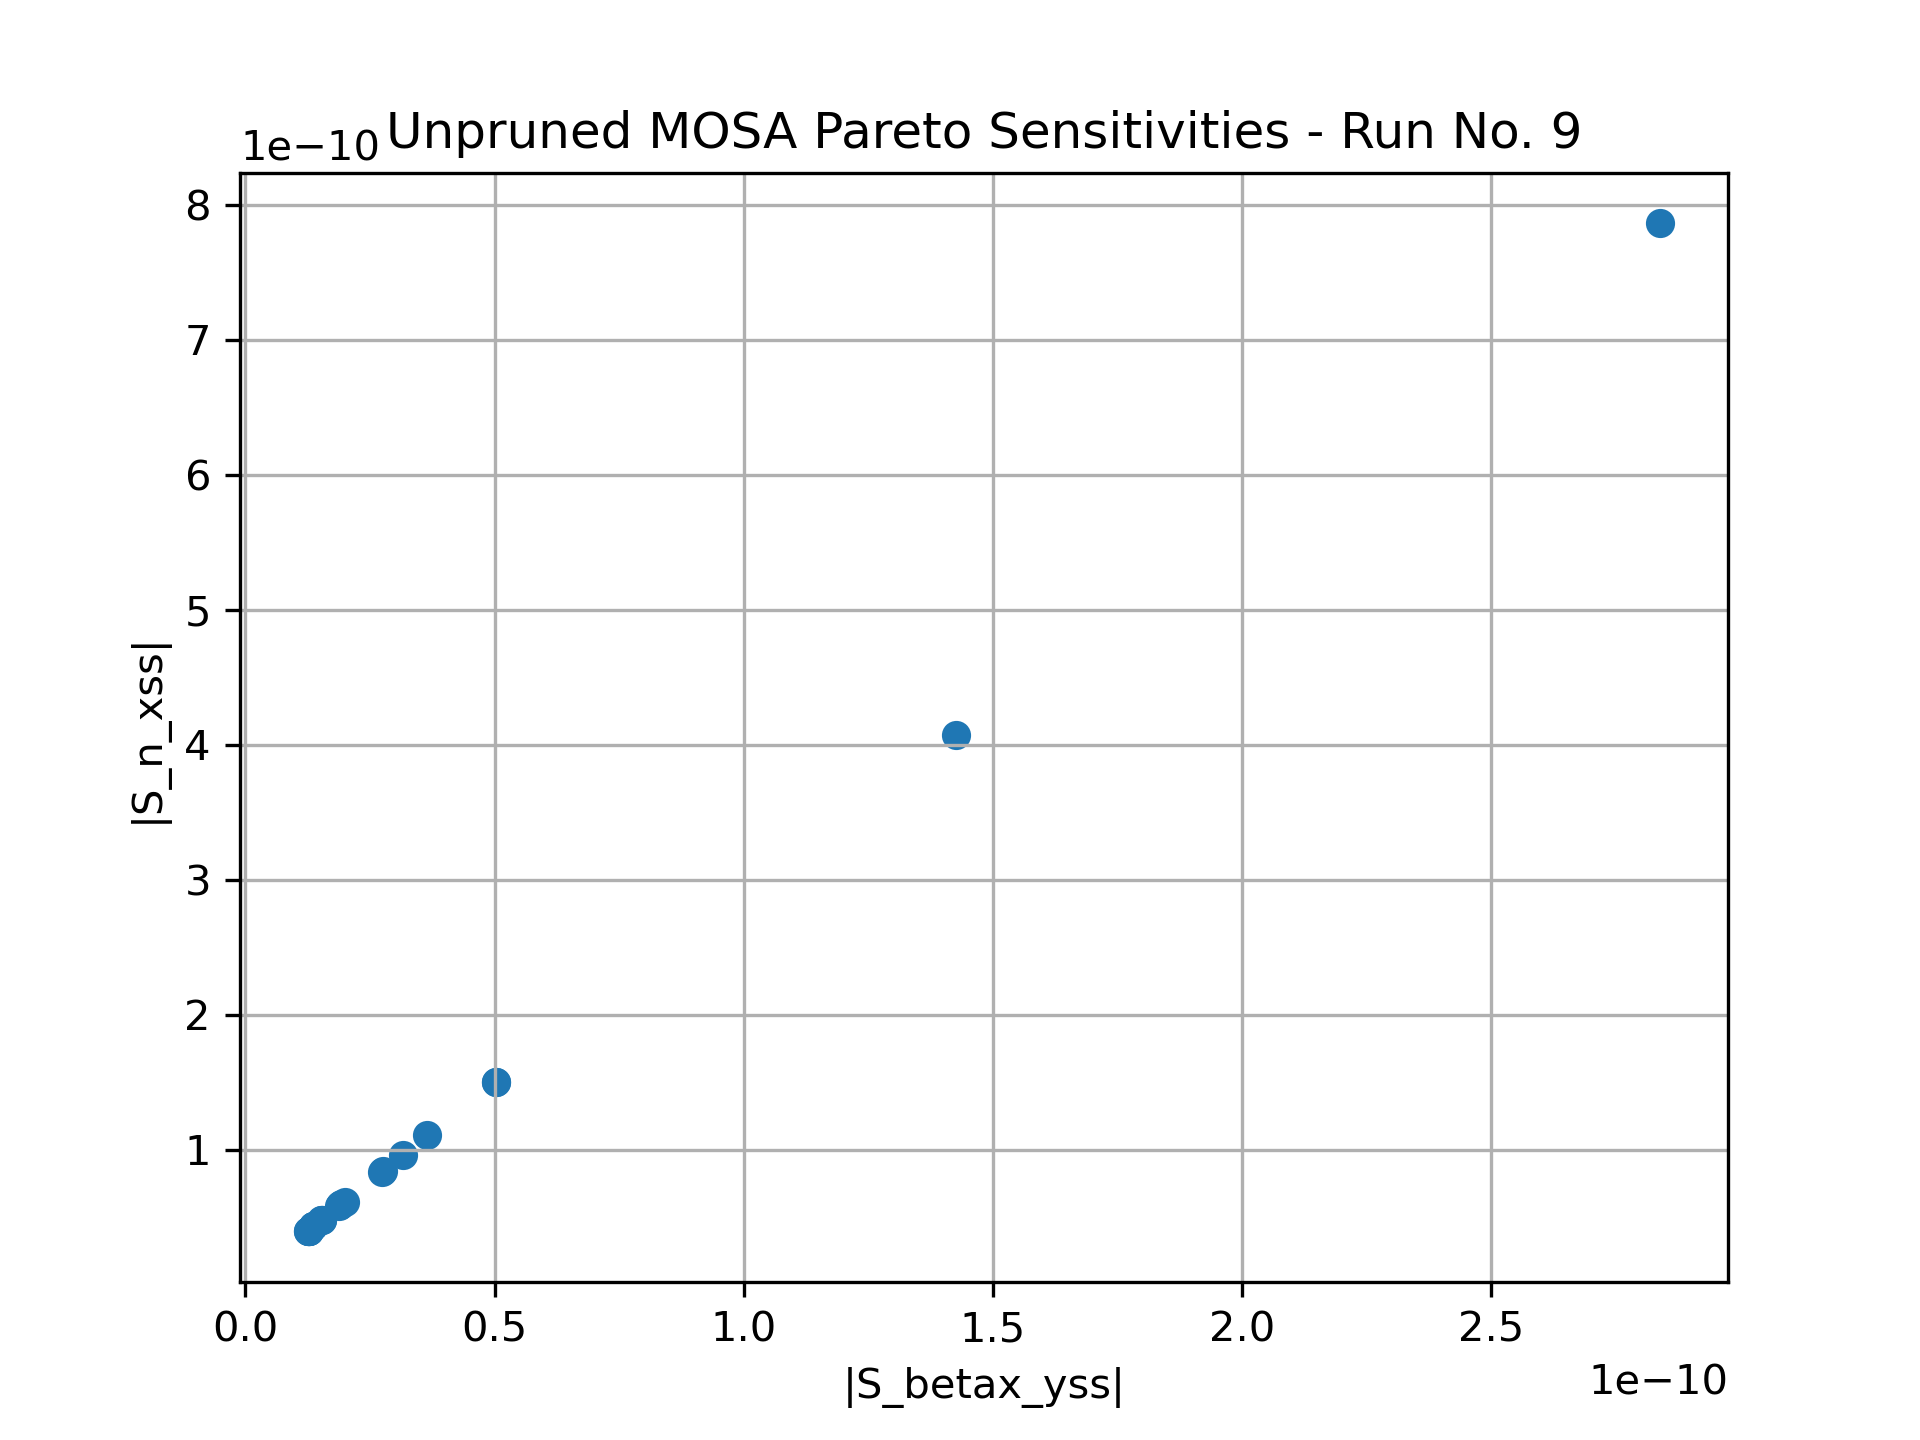 1e−10
Unpruned MOSA Pareto Sensitivities - Run No. 9
8
7
6
5
4
3
2
1
|S_n_xss|
0.0 0.5 1.0 1.5 2.0 2.5
1e−10
|S_betax_yss|